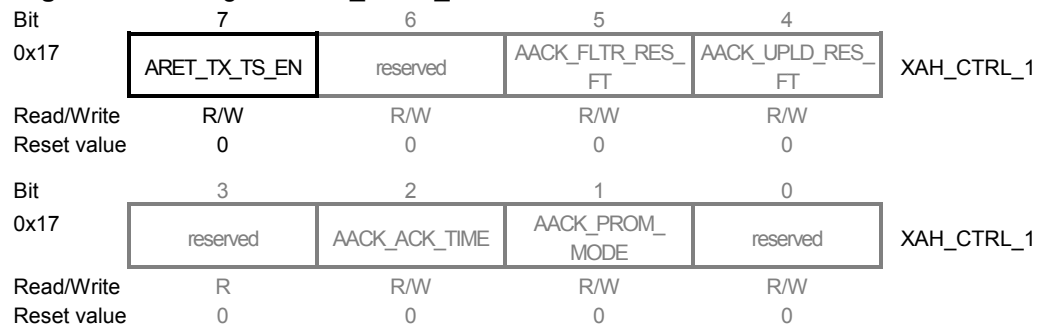 Bit 7 6 5 4
0x17 ARET_TX_TS_EN reserved AACK_FLTR_RES_ AACK_UPLD_RES_ XAH_CTRL_1
FT FT
Read/Write R/W R/W R/W R/W
Reset value 0 0 0 0
Bit 3 2 1 0
0x17 reserved AACK_ACK_TIME AACK_PROM_ reserved XAH_CTRL_1
MODE
Read/Write R R/W R/W R/W
Reset value 0 0 0 0